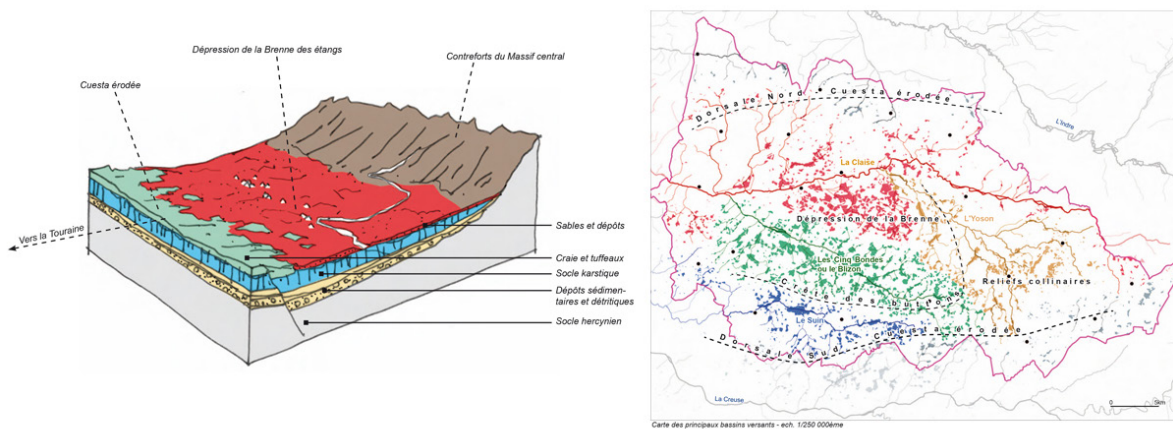 Dépression de la Brenne des étangs
Contreforts du Massif central
Cuesta érodée
Vers la Touraine
Sables et dépôts
Craie et tuffeaux
Socle karstique
Dépôts sédimen-
taires et détritiques
Socle hercynien
Dorsale Nord - Cuesta érodée
L'Indre
La Claise
L'Yoson
Dépression de la Brenne
Les Cinq Bondes
ou le Blizon
Reliefs collinaires
Crête des buttons
Le Suin
Dorsale Sud - Cuesta érodée
La Creuse
0 5km
Carte des principaux bassins versants - ech. 1/250 000ème